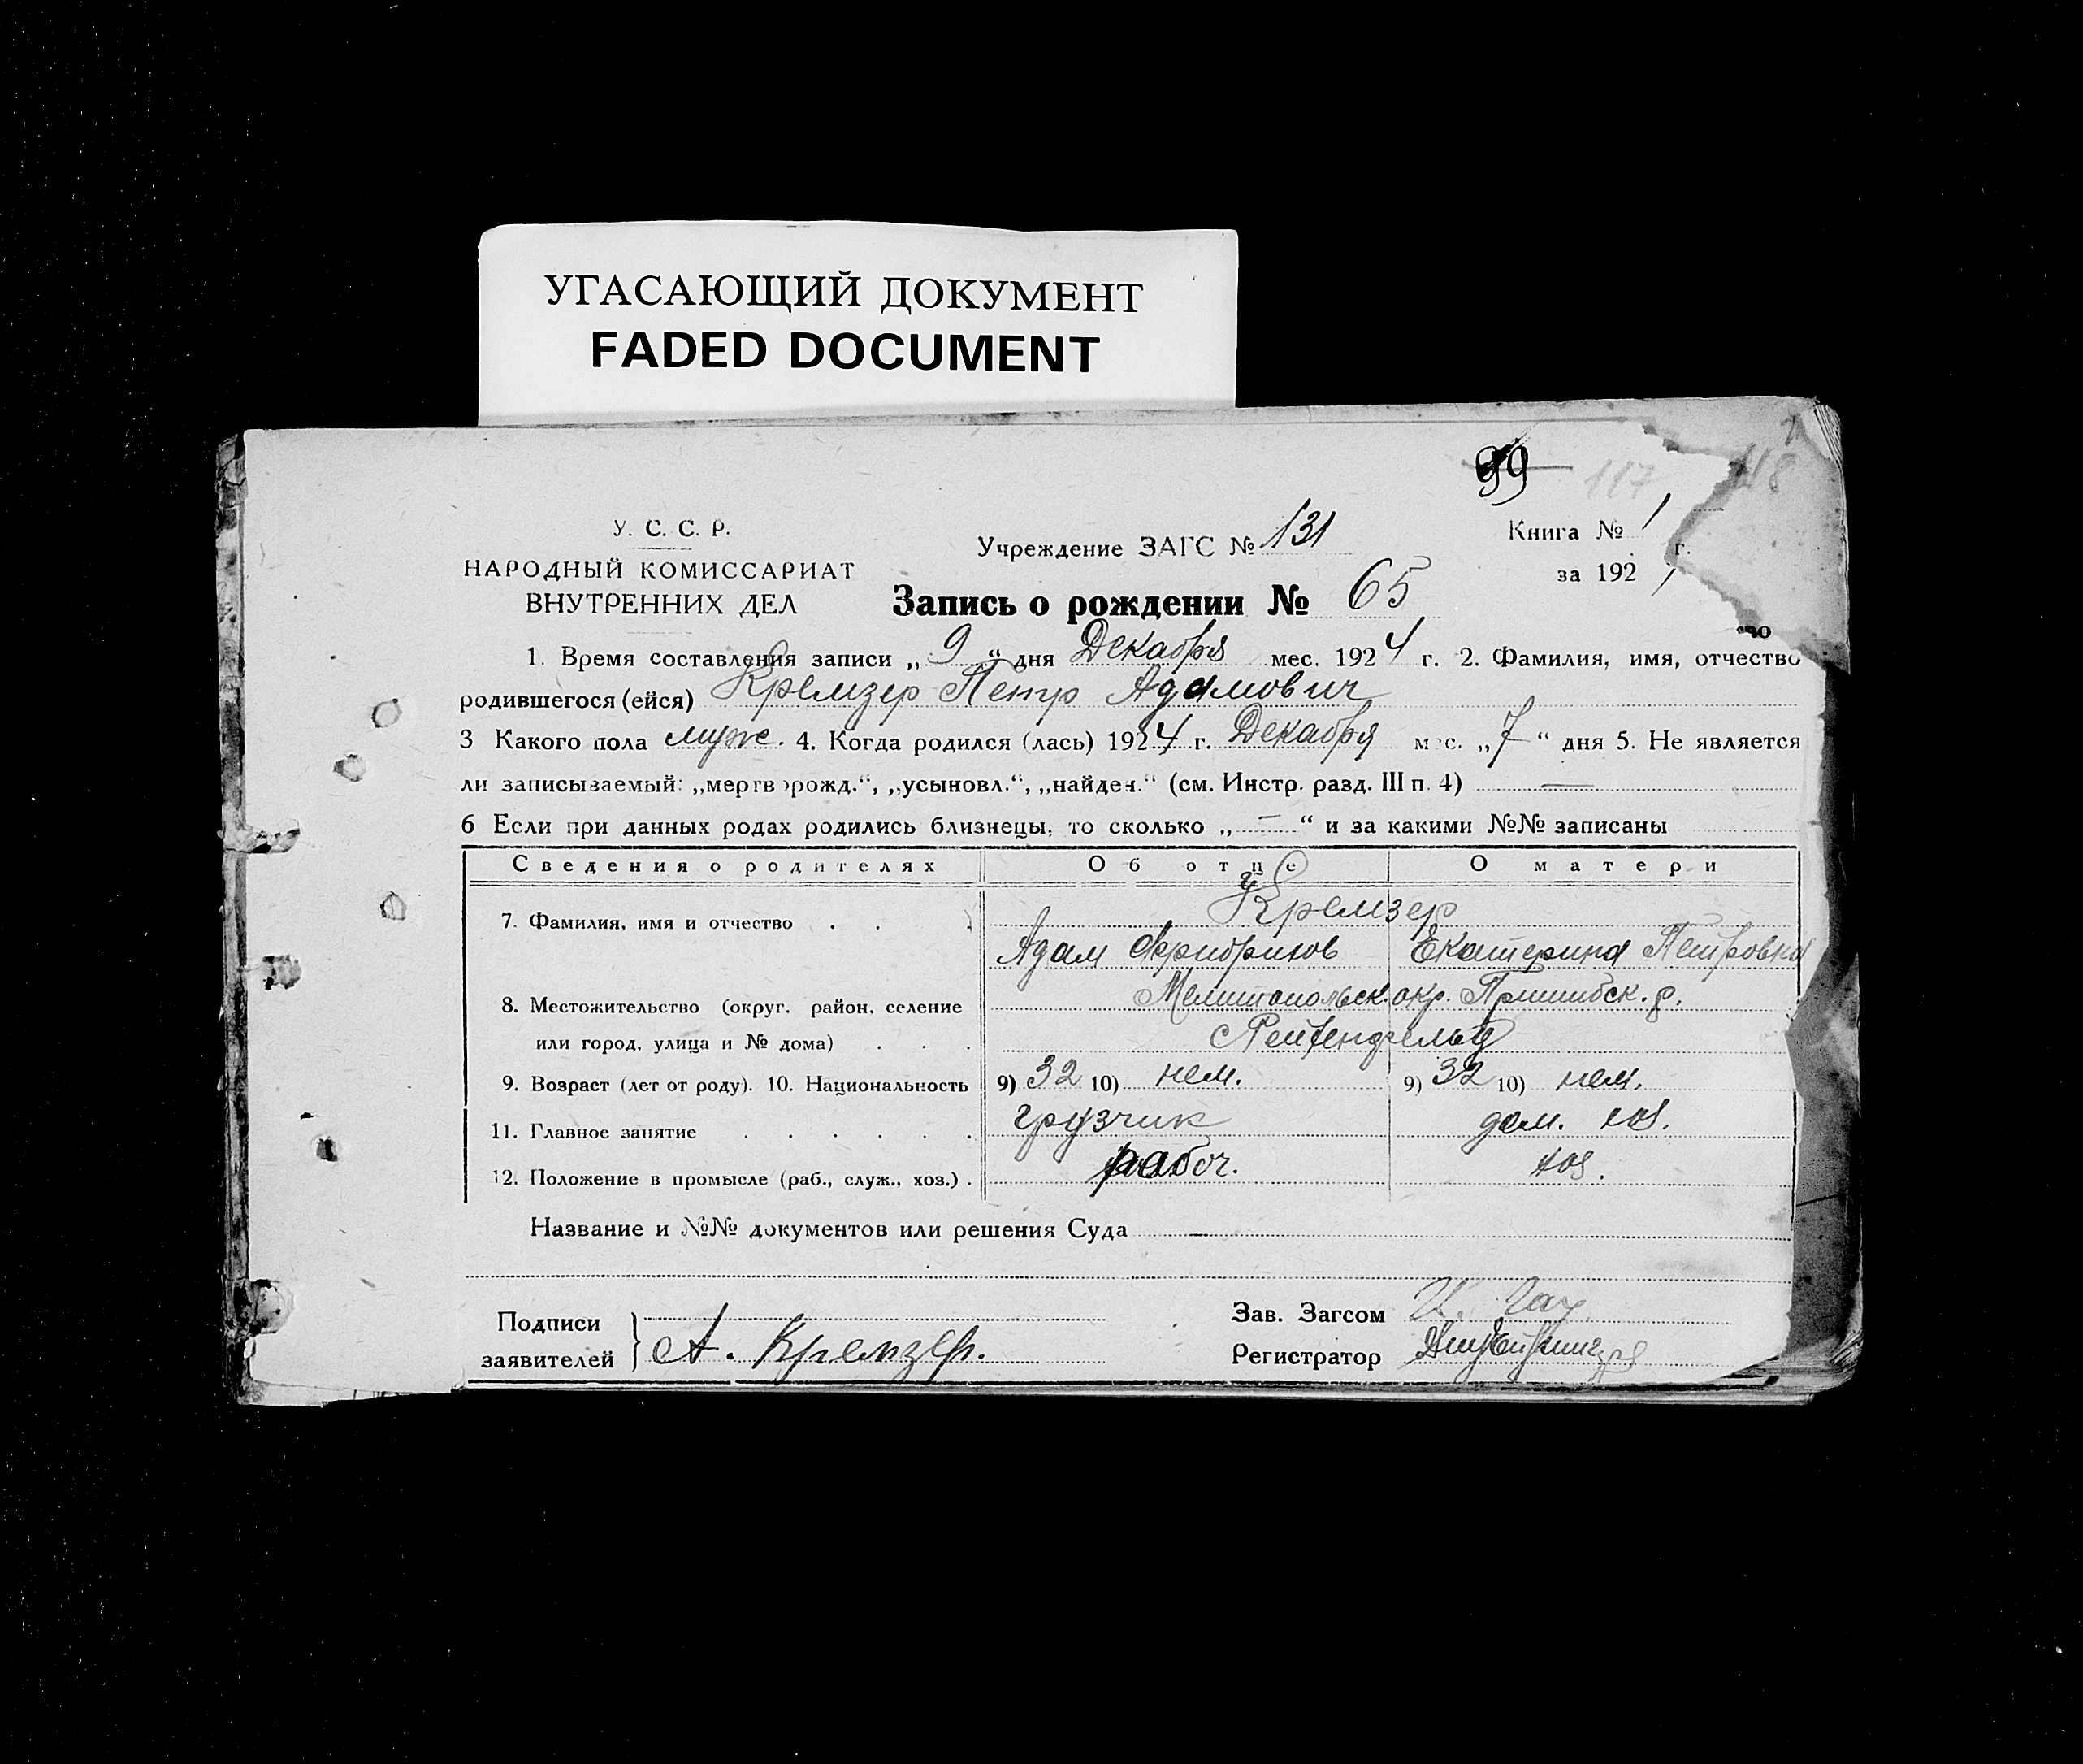 УГАСАЮЩИЙ ДОКУМЕНТ
FADED DOCUMENT
99 117 118
У. С. С. Р.
НАРОДНЫЙ КОМИССАРИАТ
ВНУТРЕННИХ ДЕЛ
Учреждение ЗАГС № 131
Книга № 1
за 192 г.
Запись о рождении № 65
1. Время составления записи „ 9 “ дня Декабря мес. 1924 г. 2. Фамилия, имя, отчество
родившегося (ейся) Кремзер Петр Адамович
3 Какого пола муж. 4. Когда родился (лась) 1924 г. Декабря мес. „ 7 “ дня 5. Не является
ли записываемый: „мертворожд.“, „усыновл.“, „найден.“ (см. Инстр. разд. III п. 4) —
6 Если при данных родах родились близнецы, то сколько „ — “ и за какими №№ записаны
Сведения о родителях Об отце О матери
7. Фамилия, имя и отчество Кремзер
Адам Фридрихов Екатерина Петровна
8. Местожительство (округ, район, селение Мелитопольск. окр. Пришибск. р.
или город, улица и № дома) Рейхенфельд
9. Возраст (лет от роду). 10. Национальность 9) 32 10) нем. 9) 32 10) нем.
11. Главное занятие грузчик дом. хоз.
12. Положение в промысле (раб., служ., хоз.) рабоч. хоз.
Название и №№ документов или решения Суда —
Подписи
заявителей } А. Кремзер.
Зав. Загсом
Регистратор